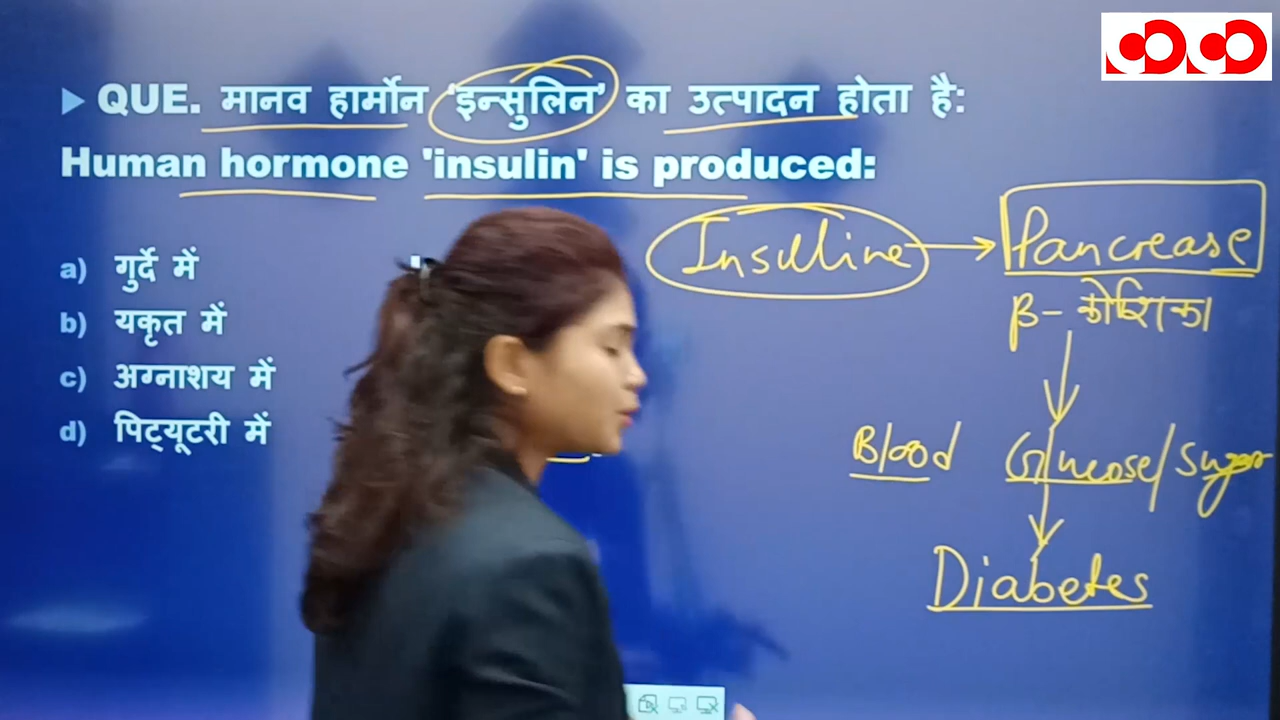 QUE. मानव हार्मोन 'इन्सुलिन' का उत्पादन होता है:
Human hormone 'insulin' is produced:
a) गुर्दे में
b) यकृत में
c) अग्नाशय में
d) पिट्यूटरी में
Insulline → Pancrease
β- कोशिका
Blood Glucose/Sugar
Diabetes